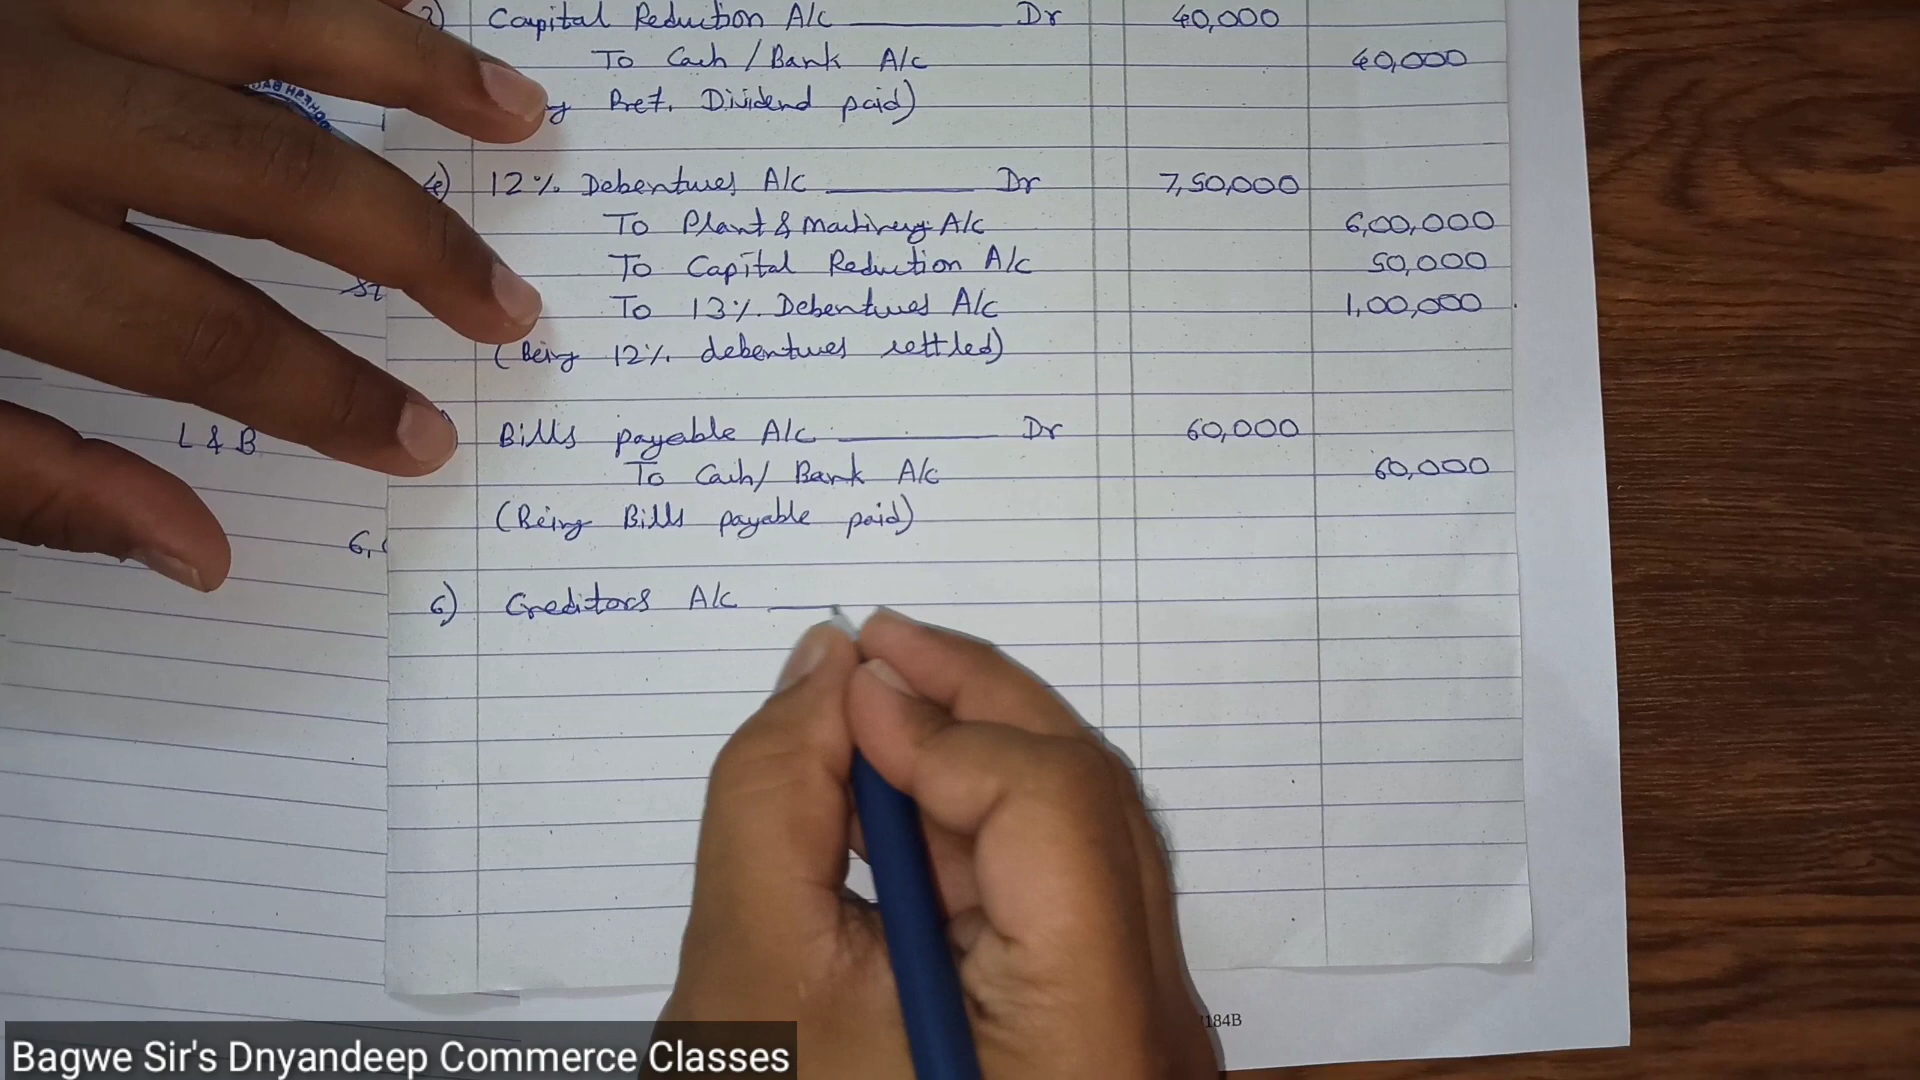 3) Capital Reduction A/c ———— Dr 40,000
To Cash / Bank A/c 40,000
Pref. Dividend paid)
4) 12% Debentures A/c ———— Dr 7,50,000
To Plant & Machinery A/c 6,00,000
To Capital Reduction A/c 50,000
To 13% Debentures A/c 1,00,000
(Being 12% debentures settled)
L & B
Bills payable A/c ———— Dr 60,000
To Cash/ Bank A/c 60,000
(Being Bills payable paid)
6) Creditors A/c ——
184B
Bagwe Sir's Dnyandeep Commerce Classes